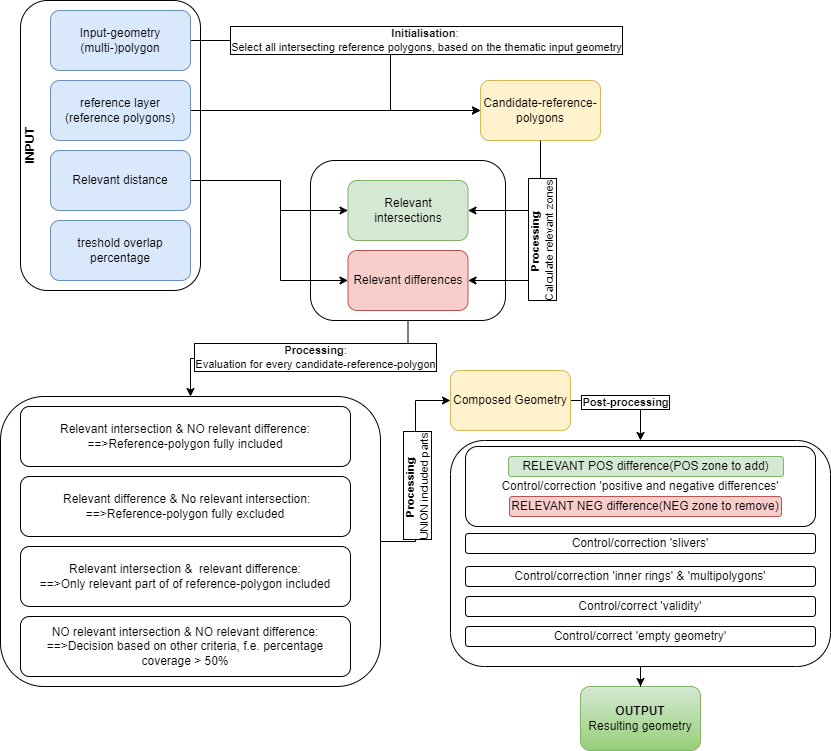 INPUT
Input-geometry
(multi-)polygon
reference layer
(reference polygons)
Relevant distance
treshold overlap
percentage
Initialisation:
Select all intersecting reference polygons, based on the thematic input geometry
Candidate-reference-
polygons
Processing
Calculate relevant zones
Relevant
intersections
Relevant differences
Processing:
Evaluation for every candidate-reference-polygon
Relevant intersection & NO relevant difference:
==>Reference-polygon fully included
Relevant difference & No relevant intersection:
==>Reference-polygon fully excluded
Relevant intersection & relevant difference:
==>Only relevant part of of reference-polygon included
NO relevant intersection & NO relevant difference:
==>Decision based on other criteria, f.e. percentage
coverage > 50%
Processing
UNION included parts
Composed Geometry
Post-processing
RELEVANT POS difference(POS zone to add)
Control/correction 'positive and negative differences'
RELEVANT NEG difference(NEG zone to remove)
Control/correction 'slivers'
Control/correction 'inner rings' & 'multipolygons'
Control/correct 'validity'
Control/correct 'empty geometry'
OUTPUT
Resulting geometry